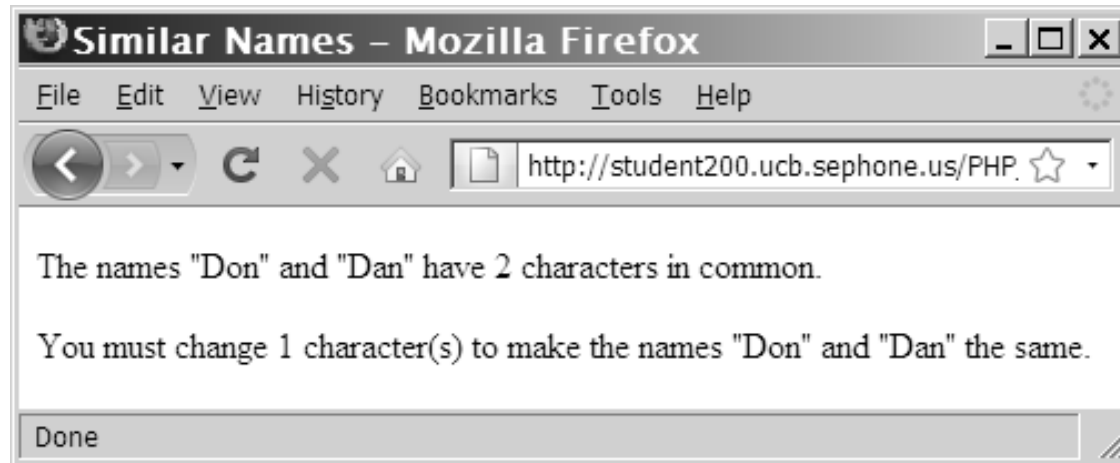 Similar Names – Mozilla Firefox
File Edit View History Bookmarks Tools Help
http://student200.ucb.sephone.us/PHP_
The names "Don" and "Dan" have 2 characters in common.
You must change 1 character(s) to make the names "Don" and "Dan" the same.
Done